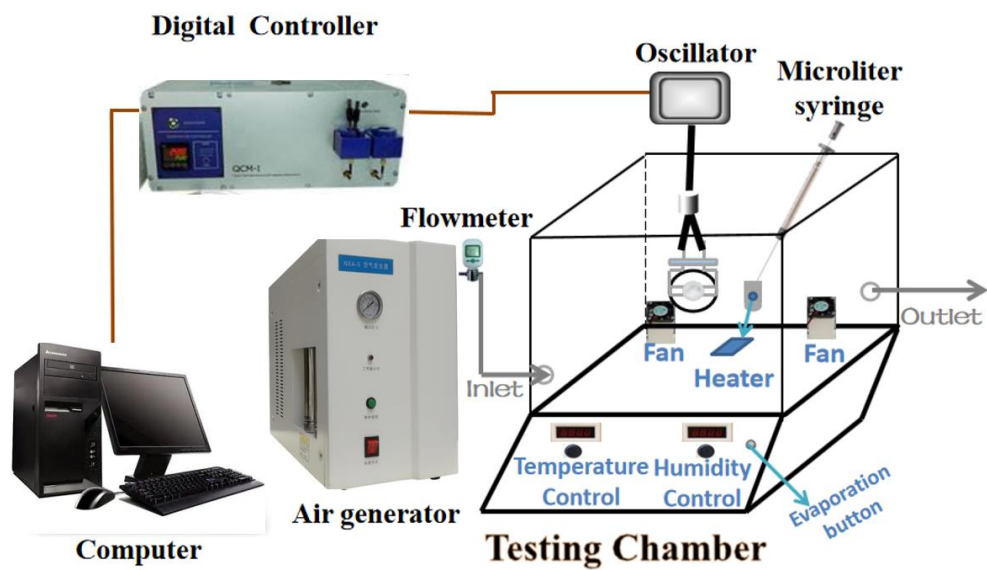 Digital Controller
Oscillator
Microliter
syringe
QCM-I
Flowmeter
Outlet
Fan
Fan
Heater
Inlet
Temperature
Control
Humidity
Control
Evaporation
button
Air generator
Computer
Testing Chamber